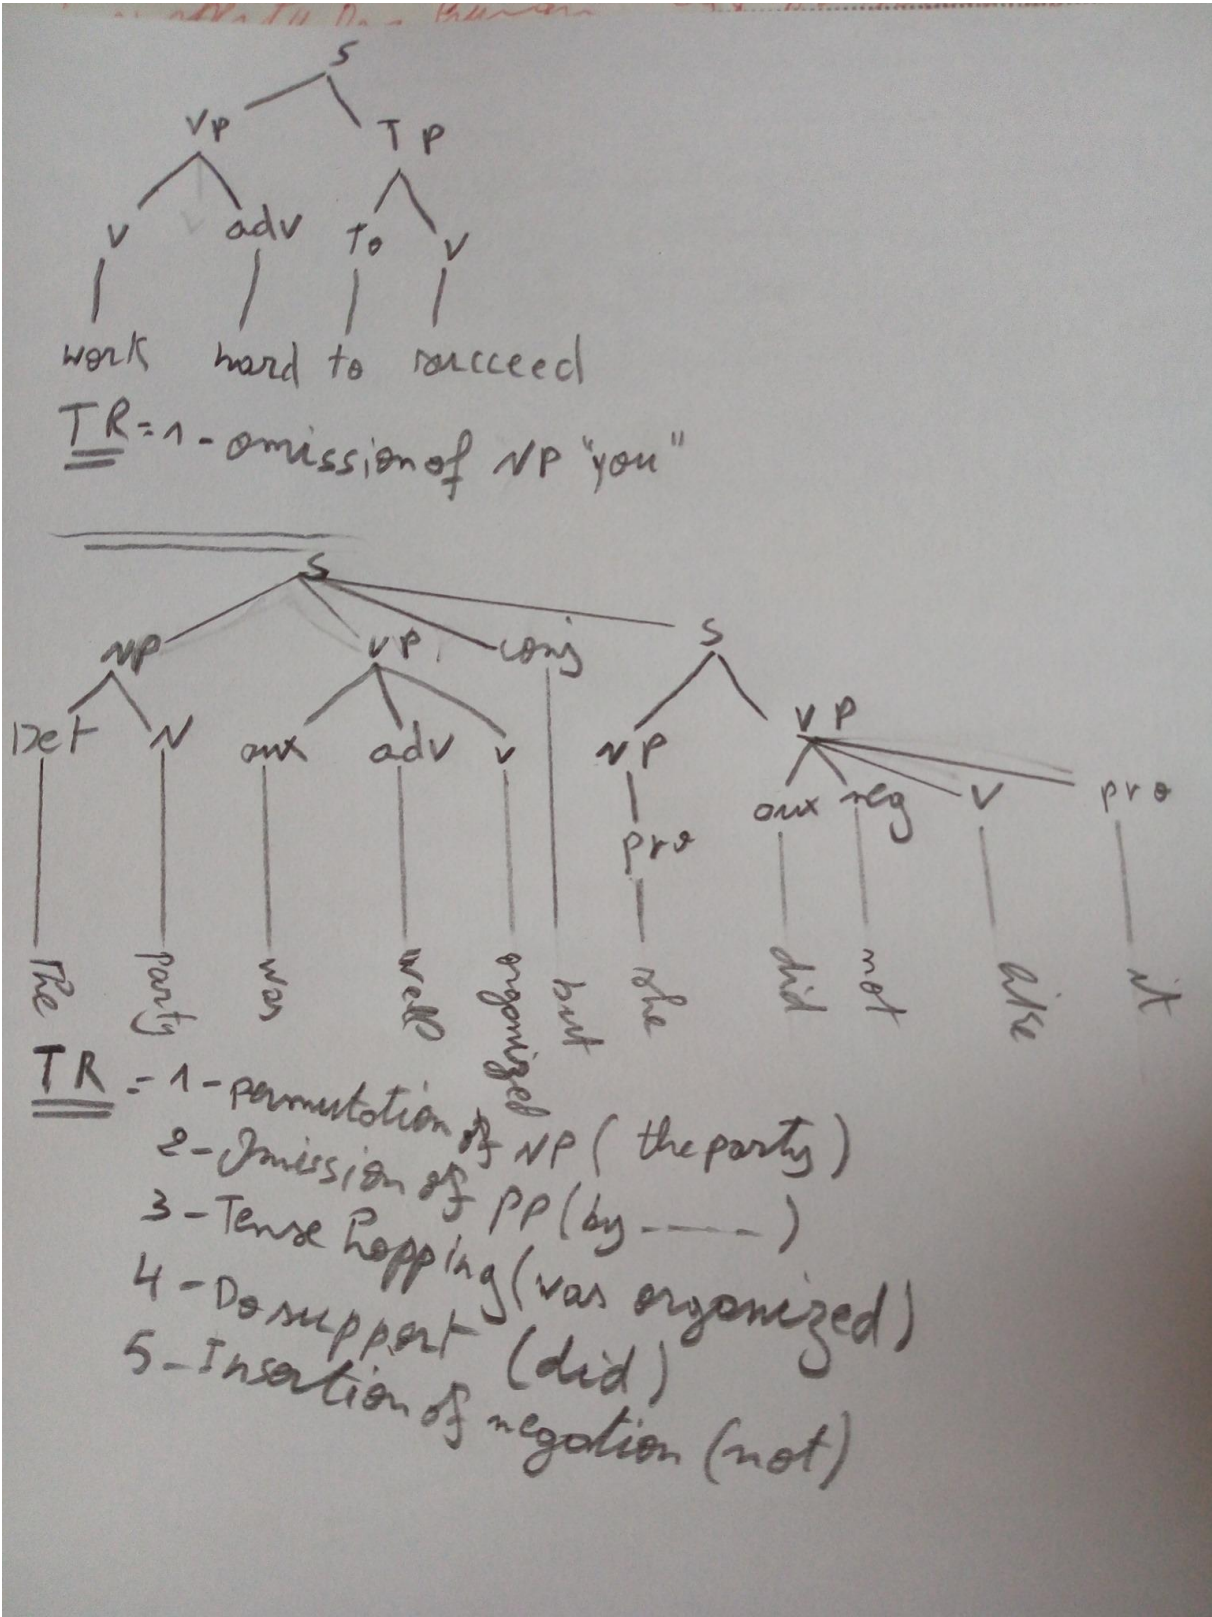 S
VP TP
V adv To V
work hard to succeed
TR = 1 - omission of NP "you"
S
NP VP conj S
Det N aux adv v NP VP
pro aux neg V pro
The party was well organized but she did not like it
TR = 1 - permutation of NP ( the party )
2 - Omission of PP ( by ----- )
3 - Tense hopping ( was organized )
4 - Do support ( did )
5 - Insertion of negation ( not )